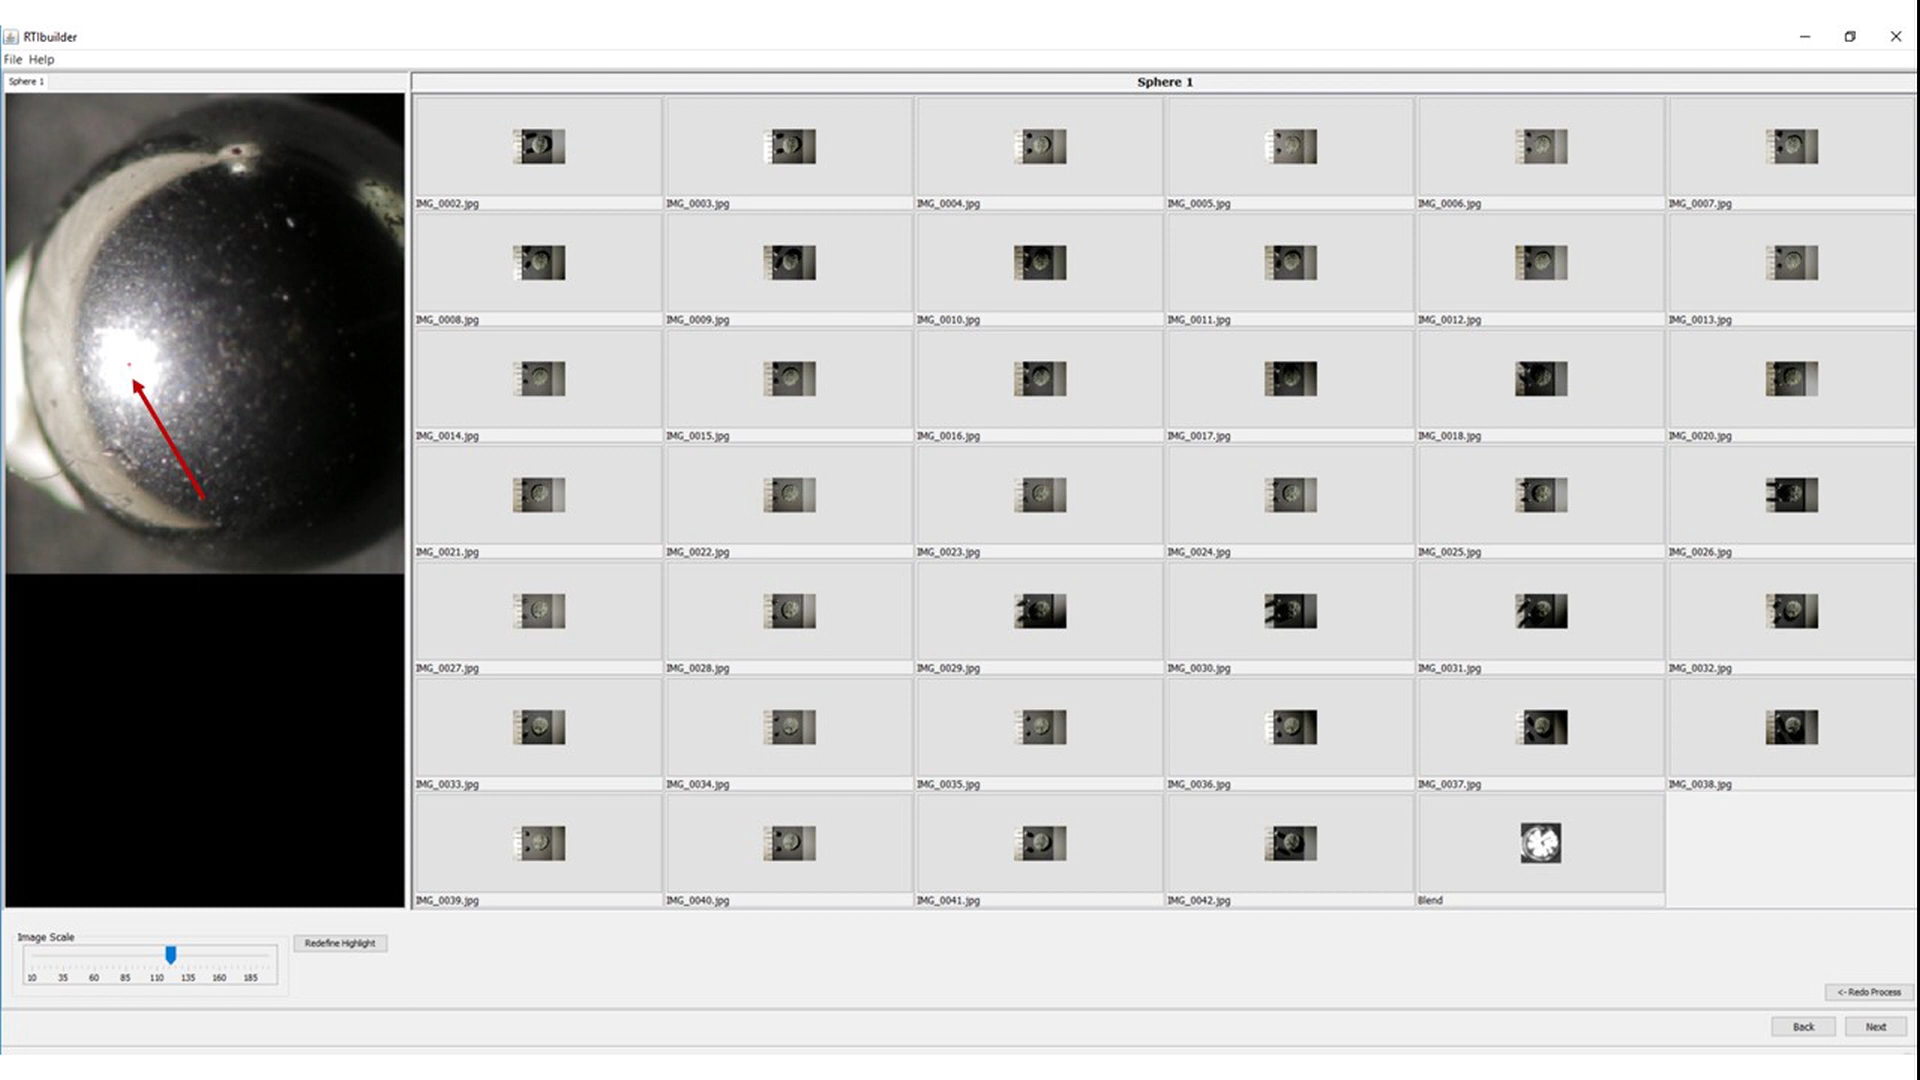 RTIbuilder
File Help
Sphere 1
Sphere 1
IMG_0002.jpg IMG_0003.jpg IMG_0004.jpg IMG_0005.jpg IMG_0006.jpg IMG_0007.jpg
IMG_0008.jpg IMG_0009.jpg IMG_0010.jpg IMG_0011.jpg IMG_0012.jpg IMG_0013.jpg
IMG_0014.jpg IMG_0015.jpg IMG_0016.jpg IMG_0017.jpg IMG_0018.jpg IMG_0020.jpg
IMG_0021.jpg IMG_0022.jpg IMG_0023.jpg IMG_0024.jpg IMG_0025.jpg IMG_0026.jpg
IMG_0027.jpg IMG_0028.jpg IMG_0029.jpg IMG_0030.jpg IMG_0031.jpg IMG_0032.jpg
IMG_0033.jpg IMG_0034.jpg IMG_0035.jpg IMG_0036.jpg IMG_0037.jpg IMG_0038.jpg
IMG_0039.jpg IMG_0040.jpg IMG_0041.jpg IMG_0042.jpg Blend
Image Scale
Redefine Highlight
10 35 60 85 110 135 160 185
<- Redo Process
Back Next